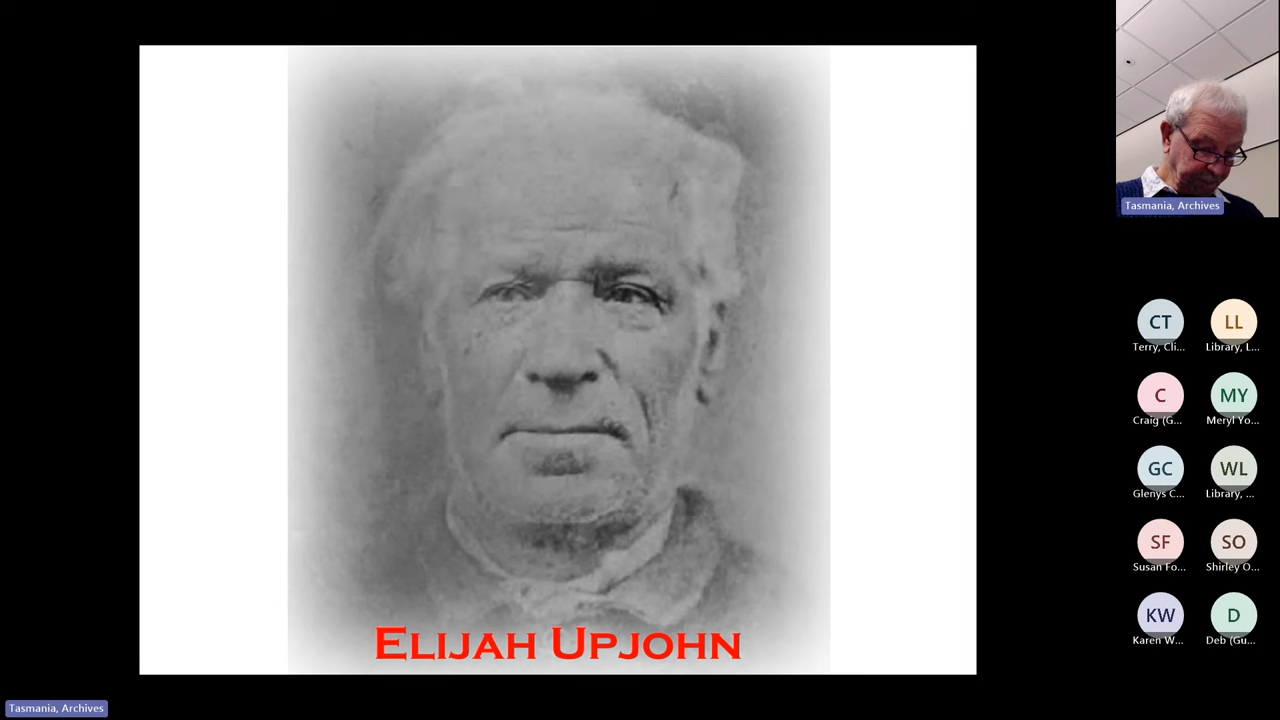 ELIJAH UPJOHN
Tasmania, Archives
CT
LL
Terry, Cli...
Library, L...
C
MY
Craig (G...
Meryl Yo...
GC
WL
Glenys C...
Library, ...
SF
SO
Susan Fo...
Shirley O...
KW
D
Karen W...
Deb (Gu...
Tasmania, Archives